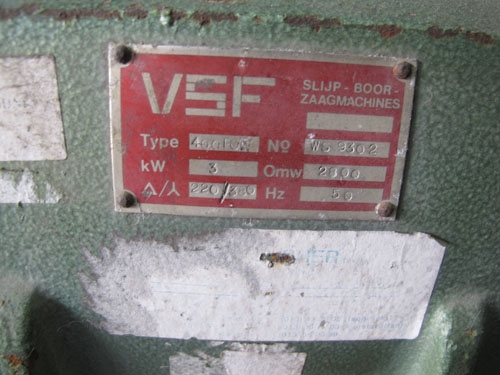 VSF
SLIJP - BOOR -
ZAAGMACHINES
Type No WS 9302
kW 3 Omw 2800
Δ/⅄ 220/380 Hz 50